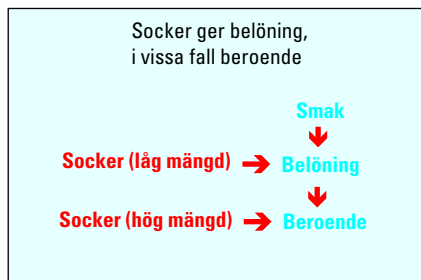 Socker ger belöning,
i vissa fall beroende
Smak
Socker (låg mängd) → Belöning
Socker (hög mängd) → Beroende